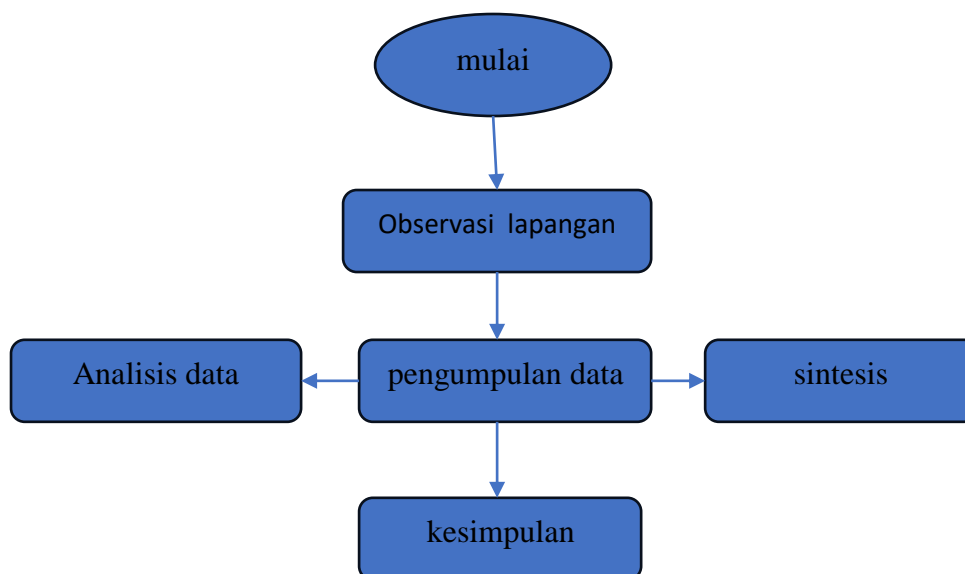 mulai
Observasi lapangan
Analisis data
pengumpulan data
sintesis
kesimpulan